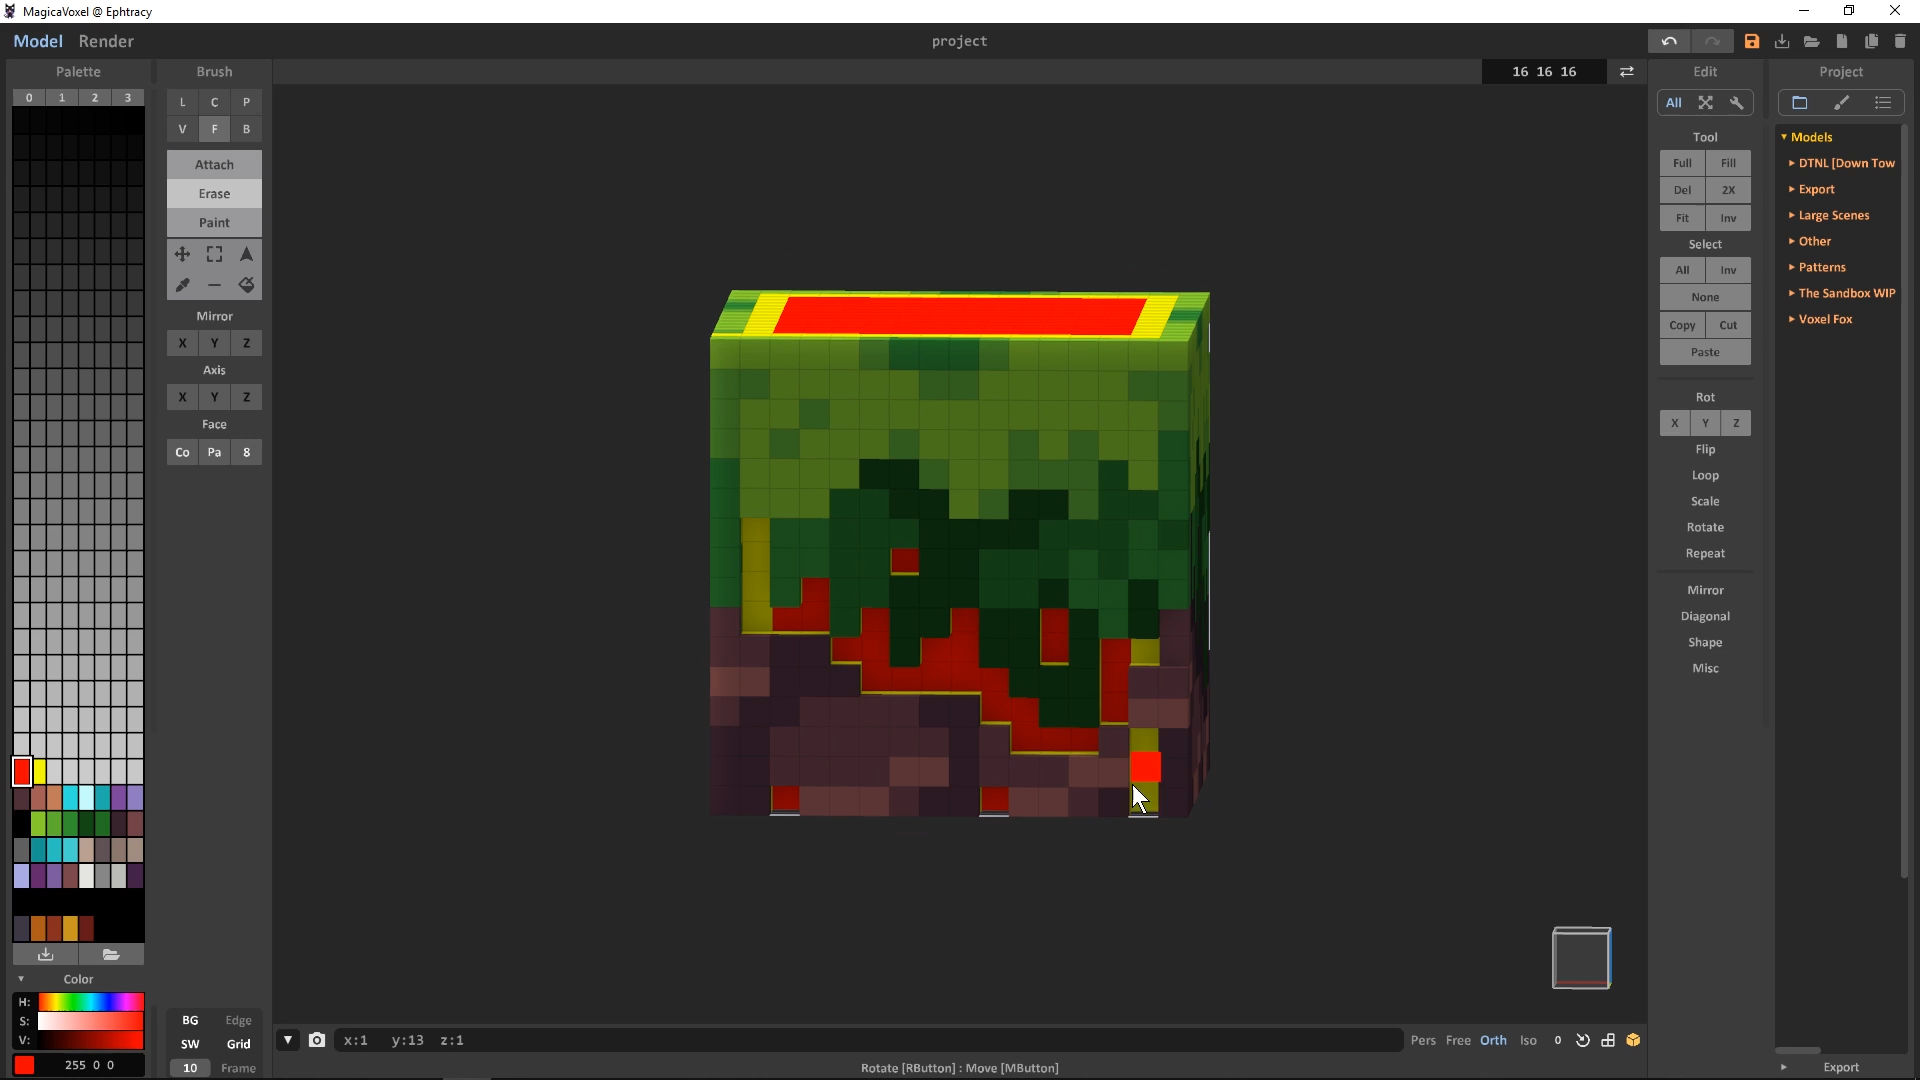 MagicaVoxel @ Ephtracy
Model Render
project
Palette
0 1 2 3
Color
H:
S:
V:
255 0 0
Brush
L C P
V F B
Attach
Erase
Paint
Mirror
X Y Z
Axis
X Y Z
Face
Co Pa 8
BG Edge
SW Grid
10 Frame
16 16 16
x:1 y:13 z:1
Pers Free Orth Iso 0
Rotate [RButton] : Move [MButton]
Edit
All
Tool
Full Fill
Del 2X
Fit Inv
Select
All Inv
None
Copy Cut
Paste
Rot
X Y Z
Flip
Loop
Scale
Rotate
Repeat
Mirror
Diagonal
Shape
Misc
Project
Models
DTNL [Down Tow
Export
Large Scenes
Other
Patterns
The Sandbox WIP
Voxel Fox
Export